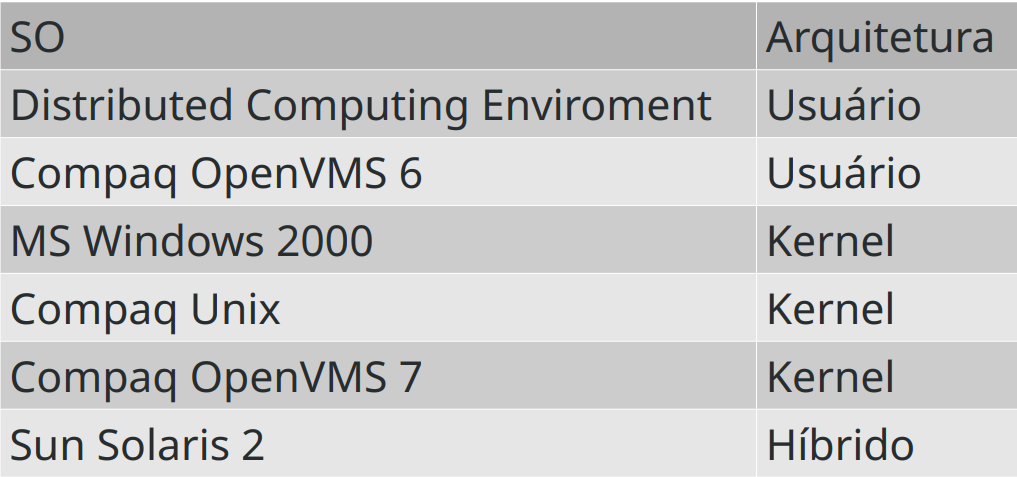 SO Arquitetura
Distributed Computing Enviroment Usuário
Compaq OpenVMS 6 Usuário
MS Windows 2000 Kernel
Compaq Unix Kernel
Compaq OpenVMS 7 Kernel
Sun Solaris 2 Híbrido